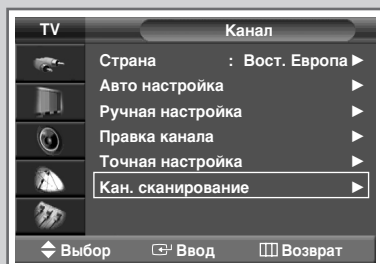 TV Канал
Страна : Вост. Европа ►
Авто настройка ►
Ручная настройка ►
Правка канала ►
Точная настройка ►
Кан. сканирование ►
Выбор Ввод Возврат